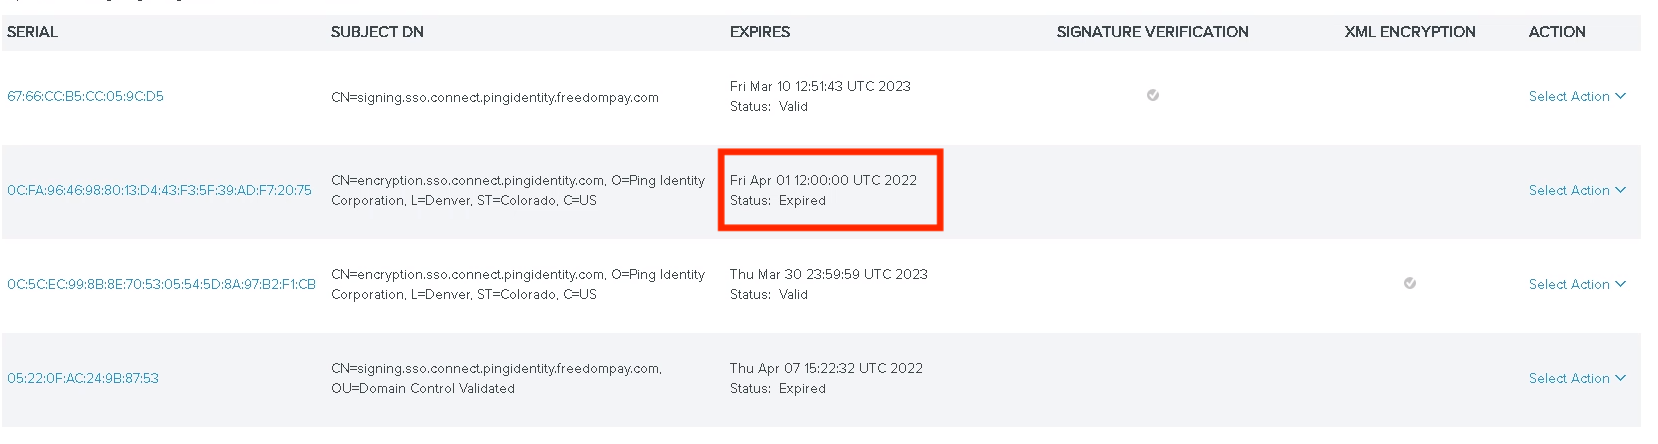 SERIAL SUBJECT DN EXPIRES SIGNATURE VERIFICATION XML ENCRYPTION ACTION
67:66:CC:B5:CC:05:9C:D5
CN=signing.sso.connect.pingidentity.freedompay.com
Fri Mar 10 12:51:43 UTC 2023
Status: Valid
Select Action
0C:FA:96:46:98:80:13:D4:43:F3:5F:39:AD:F7:20:75
CN=encryption.sso.connect.pingidentity.com, O=Ping Identity
Corporation, L=Denver, ST=Colorado, C=US
Fri Apr 01 12:00:00 UTC 2022
Status: Expired
Select Action
0C:5C:EC:99:8B:8E:70:53:05:54:5D:8A:97:B2:F1:CB
CN=encryption.sso.connect.pingidentity.com, O=Ping Identity
Corporation, L=Denver, ST=Colorado, C=US
Thu Mar 30 23:59:59 UTC 2023
Status: Valid
Select Action
05:22:0F:AC:24:9B:87:53
CN=signing.sso.connect.pingidentity.freedompay.com,
OU=Domain Control Validated
Thu Apr 07 15:22:32 UTC 2022
Status: Expired
Select Action